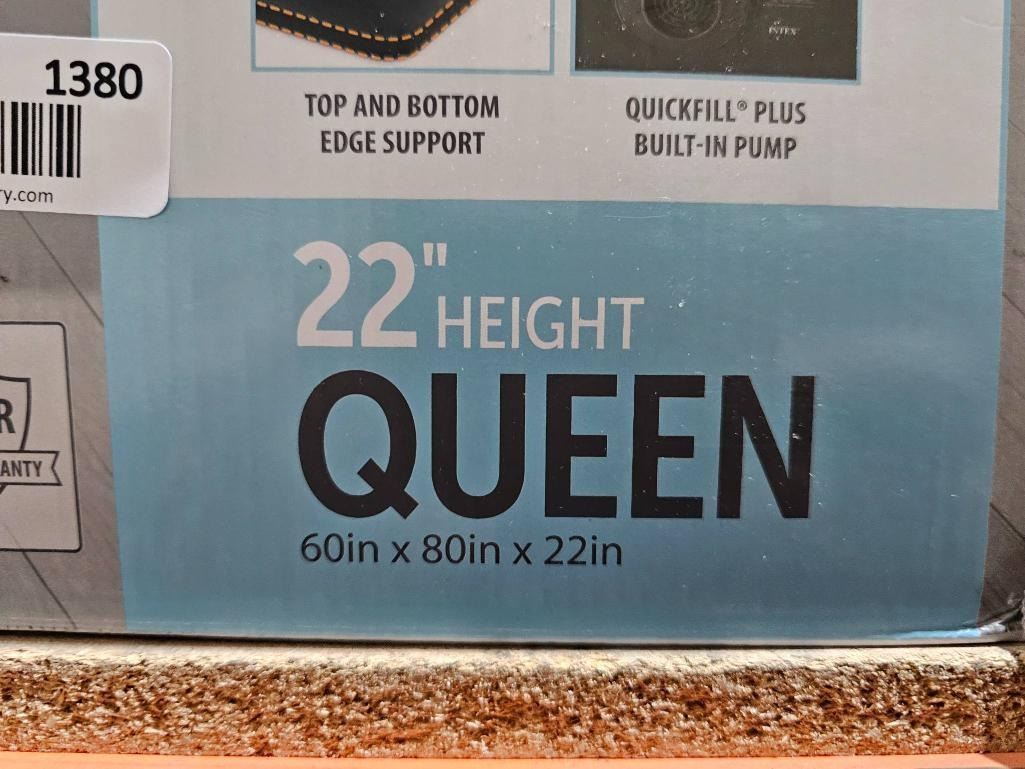 1380
ry.com
INTEX
TOP AND BOTTOM
EDGE SUPPORT
QUICKFILL® PLUS
BUILT-IN PUMP
22" HEIGHT
QUEEN
60in x 80in x 22in
R
ANTY